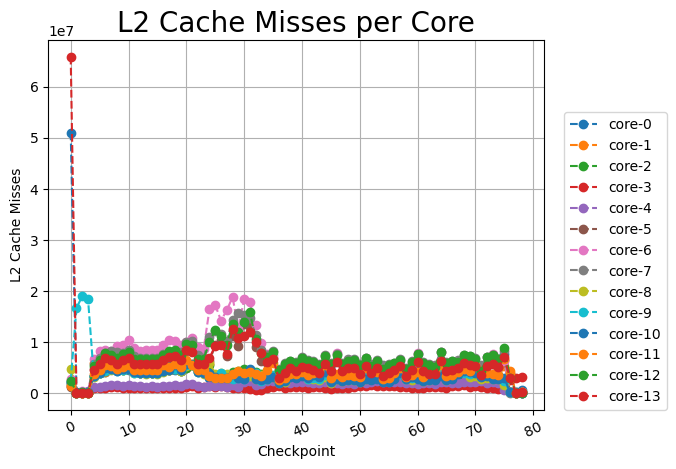 L2 Cache Misses per Core
1e7
6
5
4
3
2
1
0
L2 Cache Misses
0
10
20
30
40
50
60
70
80
Checkpoint
core-0
core-1
core-2
core-3
core-4
core-5
core-6
core-7
core-8
core-9
core-10
core-11
core-12
core-13